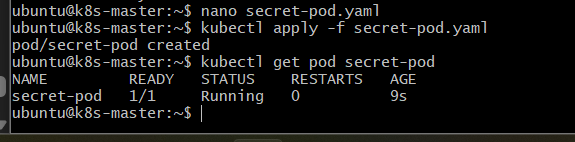 ubuntu@k8s-master:~$ nano secret-pod.yaml
ubuntu@k8s-master:~$ kubectl apply -f secret-pod.yaml
pod/secret-pod created
ubuntu@k8s-master:~$ kubectl get pod secret-pod
NAME         READY   STATUS    RESTARTS   AGE
secret-pod   1/1     Running   0          9s
ubuntu@k8s-master:~$